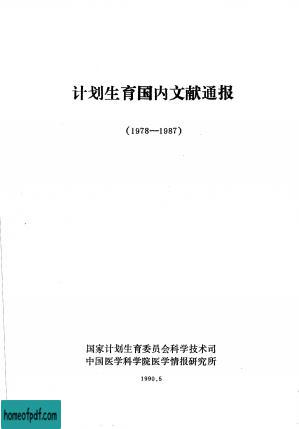 计划生育国内文献通报
(1978—1987)
国家计划生育委员会科学技术司
中国医学科学院医学情报研究所
1990.5
homeofpdf.com